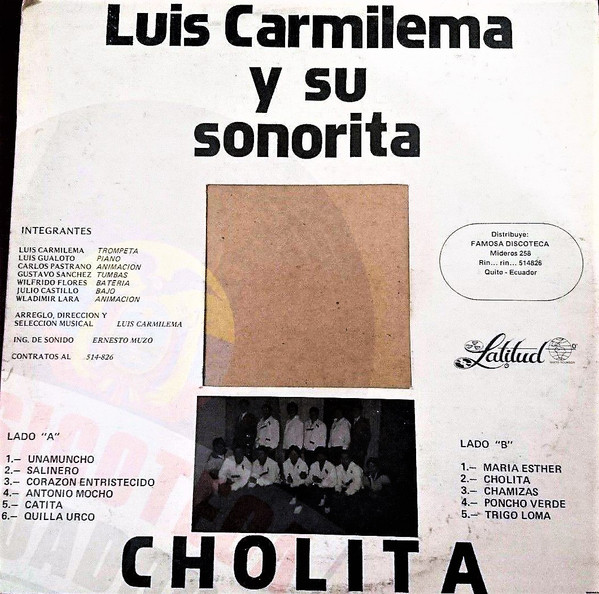 Luis Carmilema
y su
sonorita
INTEGRANTES
LUIS CARMILEMA TROMPETA
LUIS GUALOTO PIANO
CARLOS PASTRANO ANIMACION
GUSTAVO SANCHEZ TUMBAS
WILFRIDO FLORES BATERIA
JULIO CASTILLO BAJO
WLADIMIR LARA ANIMACION
ARREGLO, DIRECCION Y
SELECCION MUSICAL LUIS CARMILEMA
ING. DE SONIDO ERNESTO MUZO
CONTRATOS AL 514-826
Distribuye:
FAMOSA DISCOTECA
Mideros 258
Rin... rin... 514826
Quito - Ecuador
Latitud
LADO "A"
1.- UNAMUNCHO
2.- SALINERO
3.- CORAZON ENTRISTECIDO
4.- ANTONIO MOCHO
5.- CATITA
6.- QUILLA URCO
LADO "B"
1.- MARIA ESTHER
2.- CHOLITA
3.- CHAMIZAS
4.- PONCHO VERDE
5.- TRIGO LOMA
CHOLITA